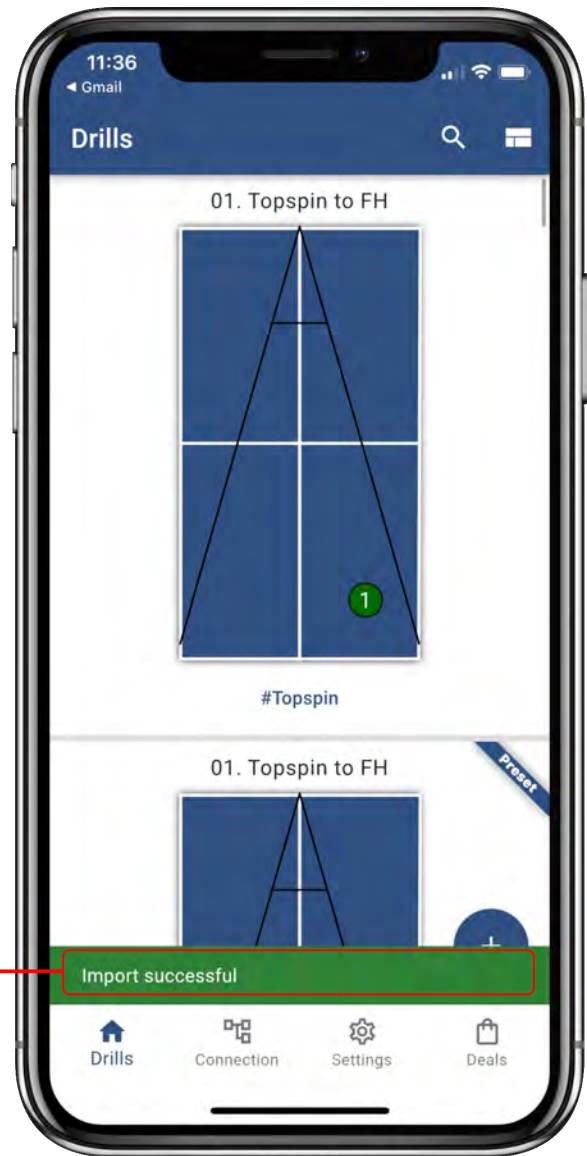 11:36
◀ Gmail
Drills
01. Topspin to FH
1
#Topspin
01. Topspin to FH
Preset
+
Import successful
Drills
Connection
Settings
Deals